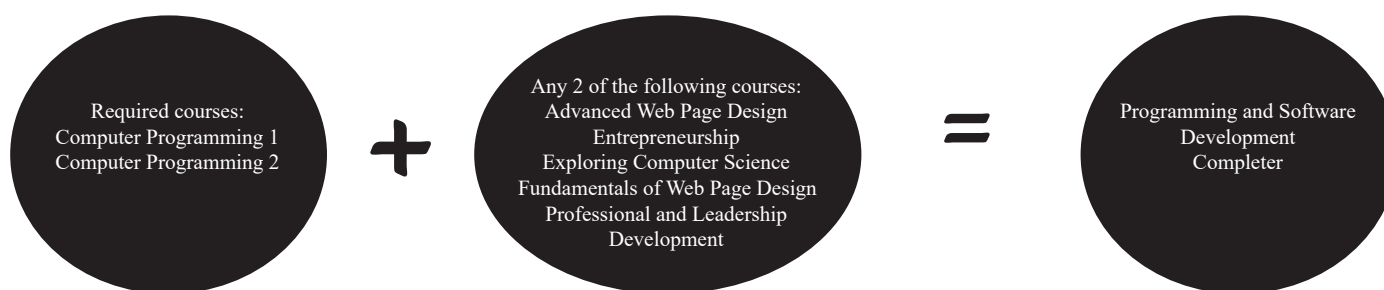 Required courses:
Computer Programming 1
Computer Programming 2
+
Any 2 of the following courses:
Advanced Web Page Design
Entrepreneurship
Exploring Computer Science
Fundamentals of Web Page Design
Professional and Leadership
Development
=
Programming and Software
Development
Completer